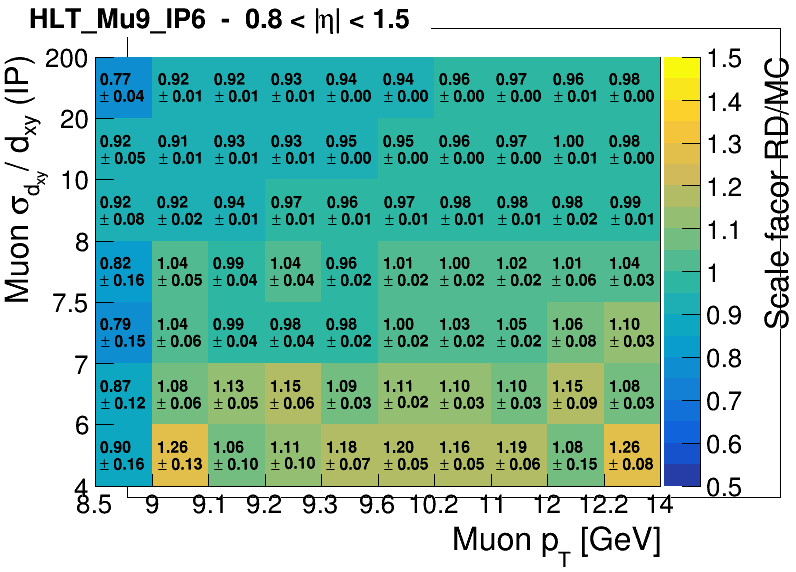 HLT_Mu9_IP6 - 0.8 < |η| < 1.5
Muon σdxy/ dxy (IP)
200
0.77 0.92 0.92 0.93 0.94 0.94 0.96 0.97 0.96 0.98
± 0.04 ± 0.01 ± 0.01 ± 0.01 ± 0.00 ± 0.00 ± 0.00 ± 0.00 ± 0.01 ± 0.00
20
0.92 0.91 0.93 0.93 0.95 0.95 0.96 0.97 1.00 0.98
± 0.05 ± 0.01 ± 0.01 ± 0.01 ± 0.00 ± 0.00 ± 0.00 ± 0.00 ± 0.01 ± 0.00
10
0.92 0.92 0.94 0.97 0.96 0.97 0.98 0.98 0.98 0.99
± 0.08 ± 0.02 ± 0.01 ± 0.01 ± 0.01 ± 0.01 ± 0.01 ± 0.01 ± 0.02 ± 0.01
8
0.82 1.04 0.99 1.04 0.96 1.01 1.00 1.02 1.01 1.04
± 0.16 ± 0.05 ± 0.04 ± 0.04 ± 0.02 ± 0.02 ± 0.02 ± 0.02 ± 0.06 ± 0.03
7.5
0.79 1.04 0.99 0.98 0.98 1.00 1.03 1.05 1.06 1.10
± 0.15 ± 0.06 ± 0.04 ± 0.04 ± 0.02 ± 0.02 ± 0.02 ± 0.02 ± 0.08 ± 0.03
7
0.87 1.08 1.13 1.15 1.09 1.11 1.10 1.10 1.15 1.08
± 0.12 ± 0.06 ± 0.05 ± 0.06 ± 0.03 ± 0.02 ± 0.03 ± 0.03 ± 0.09 ± 0.03
6
0.90 1.26 1.06 1.11 1.18 1.20 1.16 1.19 1.08 1.26
± 0.16 ± 0.13 ± 0.10 ± 0.10 ± 0.07 ± 0.05 ± 0.05 ± 0.06 ± 0.15 ± 0.08
4
8.5 9 9.1 9.2 9.3 9.6 10.2 11 12 12.2 14
Muon pT [GeV]
1.5
1.4
1.3
1.2
1.1
1
0.9
0.8
0.7
0.6
0.5
Scale facor RD/MC